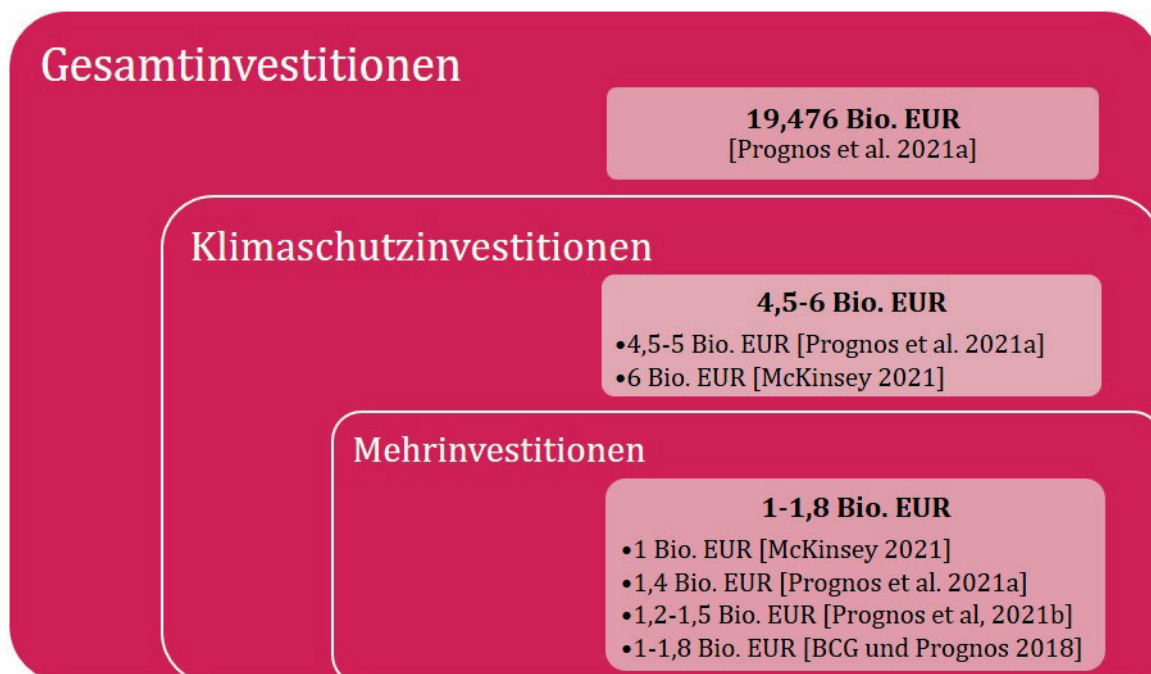 Gesamtinvestitionen
19,476 Bio. EUR
[Prognos et al. 2021a]
Klimaschutzinvestitionen
4,5-6 Bio. EUR
•4,5-5 Bio. EUR [Prognos et al. 2021a]
•6 Bio. EUR [McKinsey 2021]
Mehrinvestitionen
1-1,8 Bio. EUR
•1 Bio. EUR [McKinsey 2021]
•1,4 Bio. EUR [Prognos et al. 2021a]
•1,2-1,5 Bio. EUR [Prognos et al, 2021b]
•1-1,8 Bio. EUR [BCG und Prognos 2018]